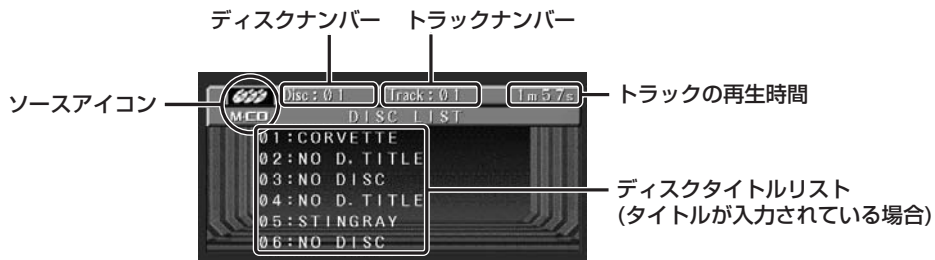 ディスクナンバー
トラックナンバー
ソースアイコン
M-CD
Disc:01
Track:01
1m57s
トラックの再生時間
DISC LIST
01:CORVETTE
02:NO D.TITLE
03:NO DISC
04:NO D.TITLE
05:STINGRAY
06:NO DISC
ディスクタイトルリスト
(タイトルが入力されている場合)